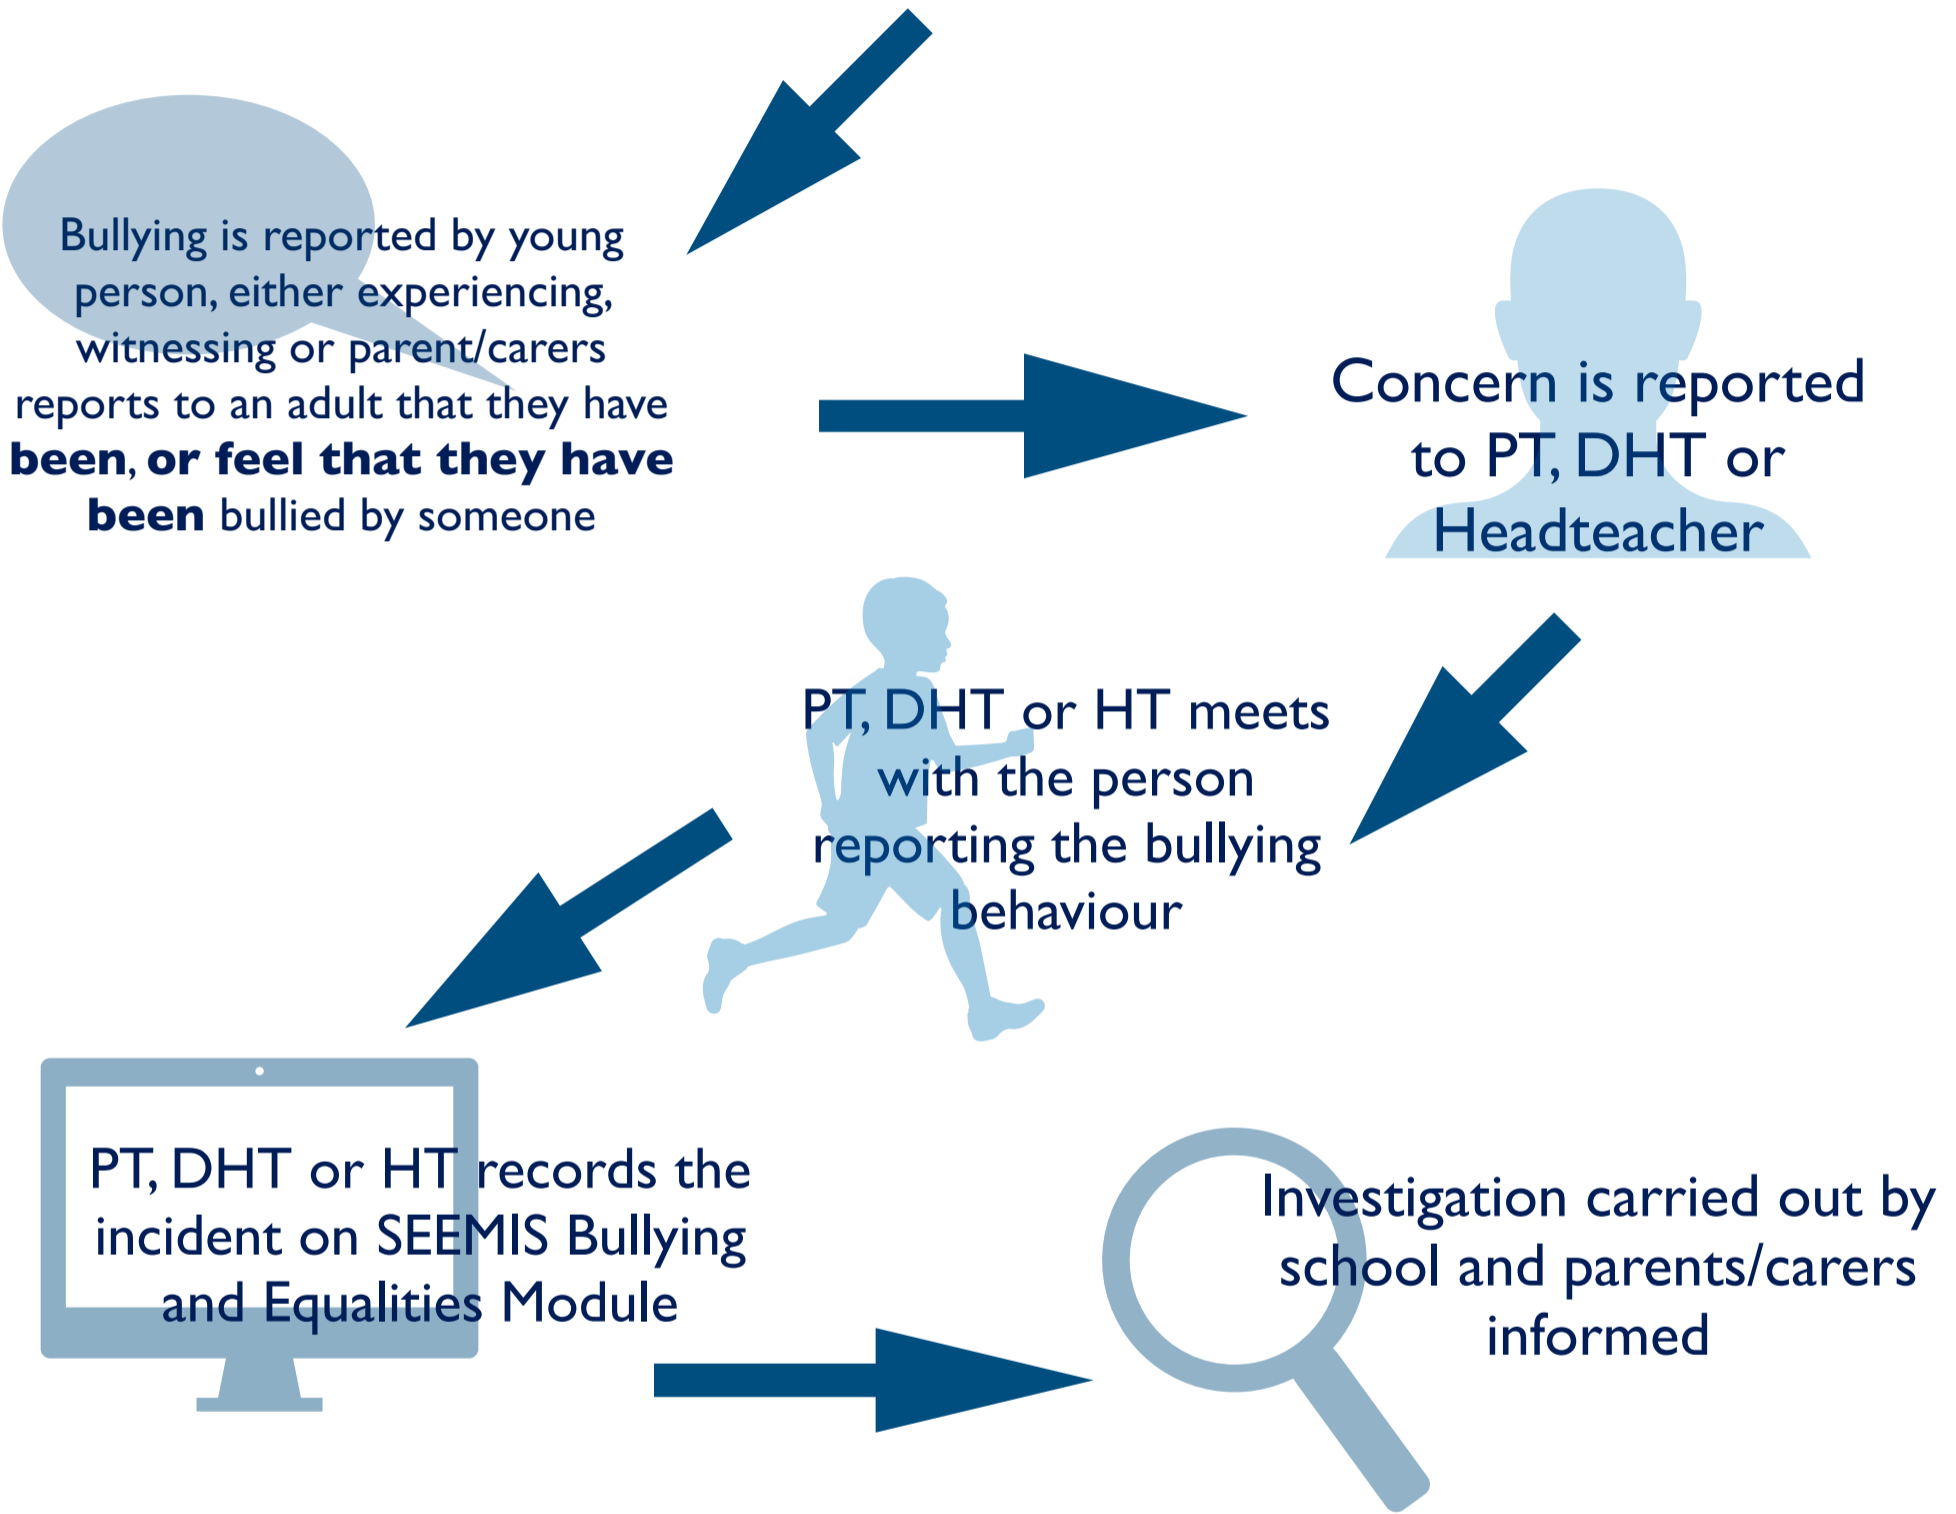 Bullying is reported by young
person, either experiencing,
witnessing or parent/carers
reports to an adult that they have
been, or feel that they have
been bullied by someone
Concern is reported
to PT, DHT or
Headteacher
PT, DHT or HT meets
with the person
reporting the bullying
behaviour
PT, DHT or HT records the
incident on SEEMIS Bullying
and Equalities Module
Investigation carried out by
school and parents/carers
informed